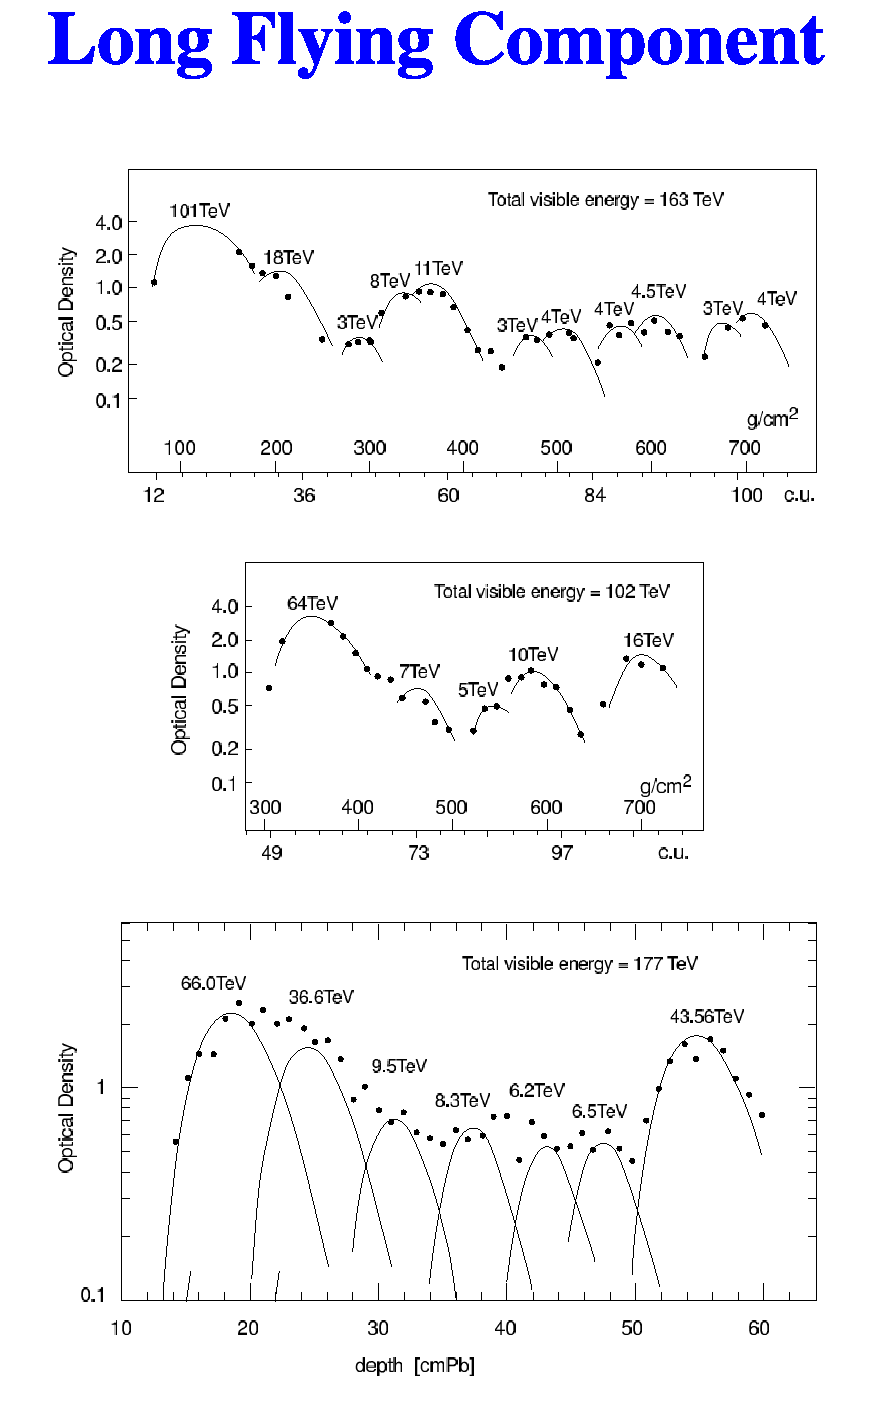 Long Flying Component
Total visible energy = 163 TeV
101TeV
18TeV
3TeV
8TeV
11TeV
3TeV
4TeV
4TeV
4.5TeV
3TeV
4TeV
Optical Density
4.0
2.0
1.0
0.5
0.2
0.1
g/cm2
100 200 300 400 500 600 700
12 36 60 84 100 c.u.
Total visible energy = 102 TeV
64TeV
7TeV
5TeV
10TeV
16TeV
Optical Density
4.0
2.0
1.0
0.5
0.2
0.1
g/cm2
300 400 500 600 700
49 73 97 c.u.
Total visible energy = 177 TeV
66.0TeV
36.6TeV
9.5TeV
8.3TeV
6.2TeV
6.5TeV
43.56TeV
Optical Density
1
0.1
10 20 30 40 50 60
depth [cmPb]